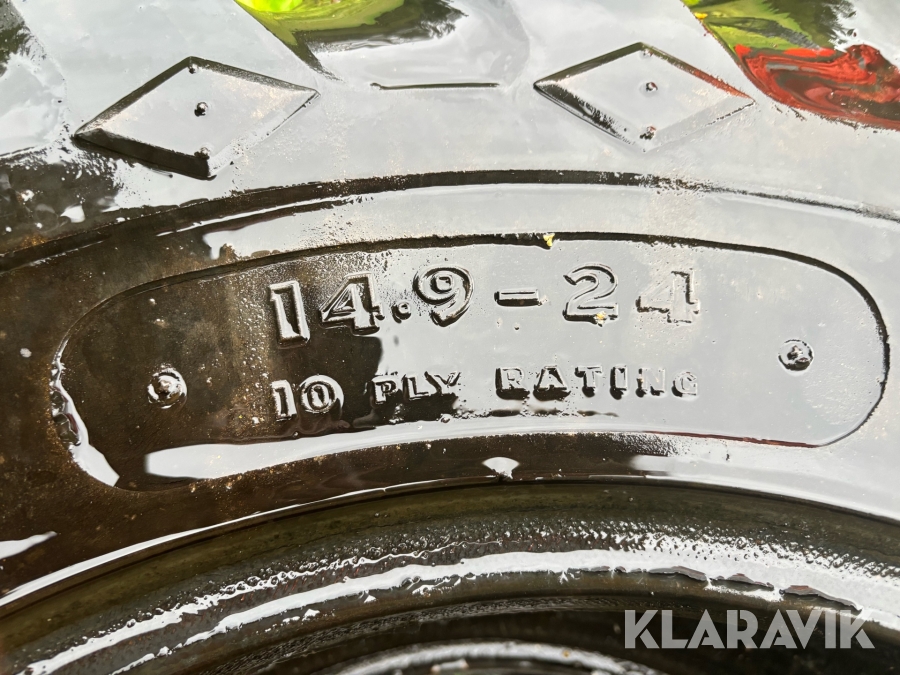 14.9-24
10 PLY RATING
KLARAVIK